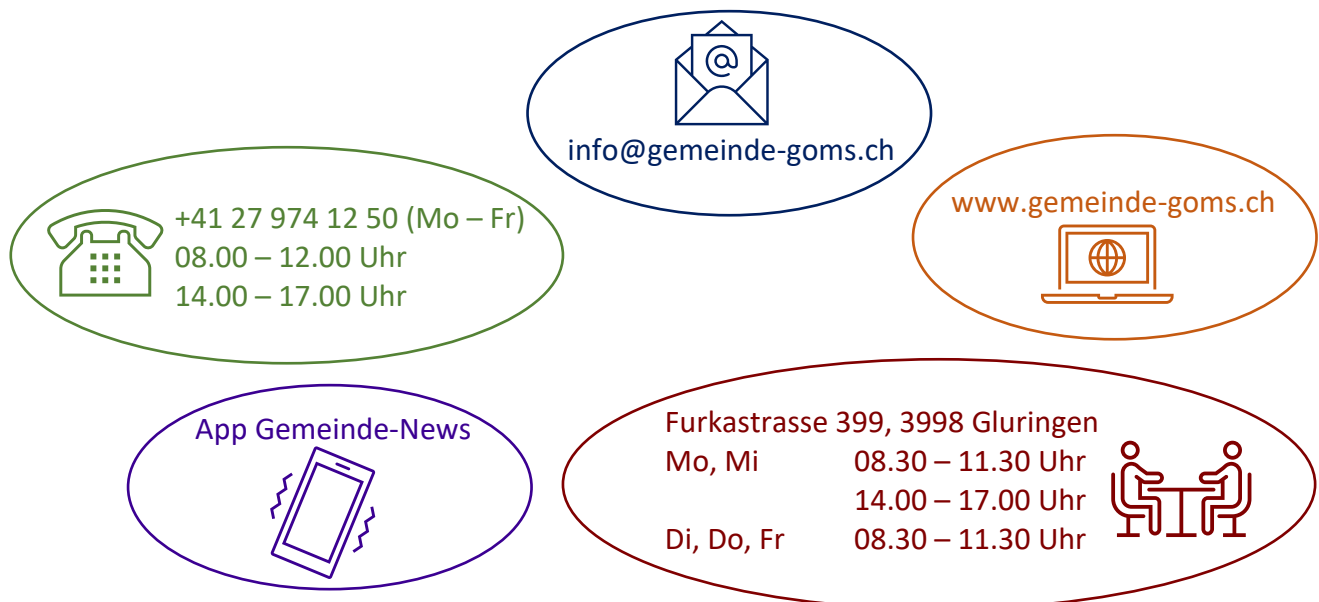 info@gemeinde-goms.ch
+41 27 974 12 50 (Mo – Fr)
08.00 – 12.00 Uhr
14.00 – 17.00 Uhr
www.gemeinde-goms.ch
App Gemeinde-News
Furkastrasse 399, 3998 Gluringen
Mo, Mi 08.30 – 11.30 Uhr
14.00 – 17.00 Uhr
Di, Do, Fr 08.30 – 11.30 Uhr